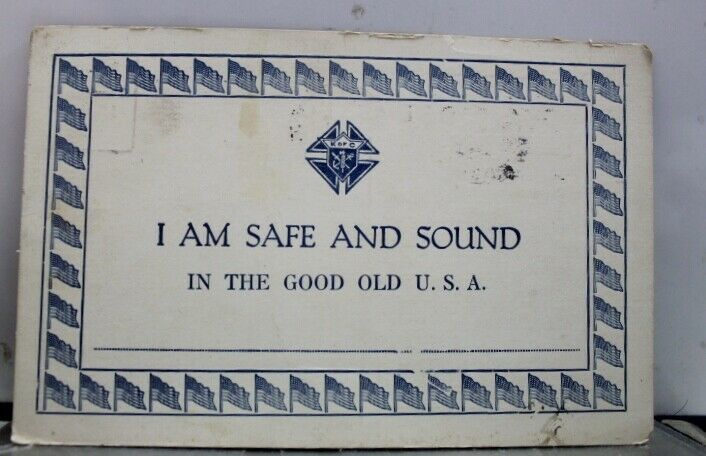 K OF C
I AM SAFE AND SOUND
IN THE GOOD OLD U. S. A.